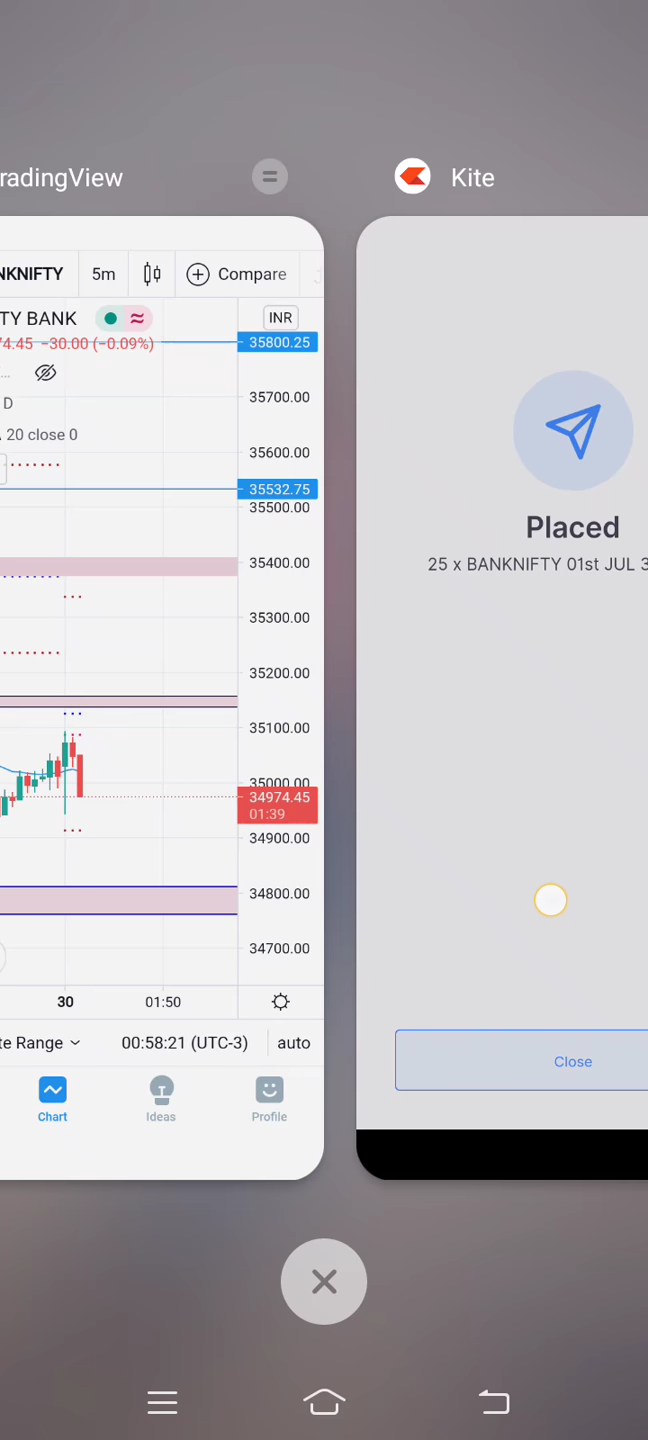 radingView
Kite
NKNIFTY 5m Compare
TY BANK
INR
74.45 −30.00 (−0.09%)
35800.25
...
D
35700.00
A 20 close 0
35600.00
35532.75
35500.00
35400.00
35300.00
35200.00
35100.00
35000.00
34974.45
01:39
34900.00
34800.00
34700.00
30 01:50
te Range 00:58:21 (UTC-3) auto
Chart Ideas Profile
Placed
25 x BANKNIFTY 01st JUL 3
Close